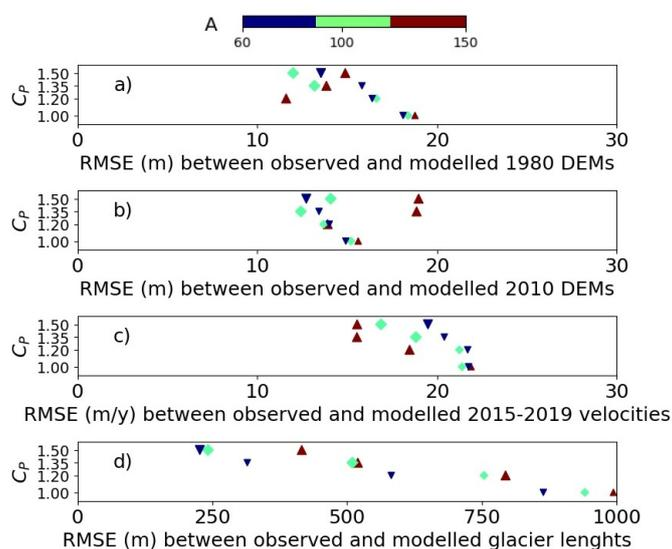 A
60 100 150
1.50
1.35
1.20
1.00
C_P
a)
0 10 20 30
RMSE (m) between observed and modelled 1980 DEMs
1.50
1.35
1.20
1.00
C_P
b)
0 10 20 30
RMSE (m) between observed and modelled 2010 DEMs
1.50
1.35
1.20
1.00
C_P
c)
0 10 20 30
RMSE (m/y) between observed and modelled 2015-2019 velocities
1.50
1.35
1.20
1.00
C_P
d)
0 250 500 750 1000
RMSE (m) between observed and modelled glacier lenghts